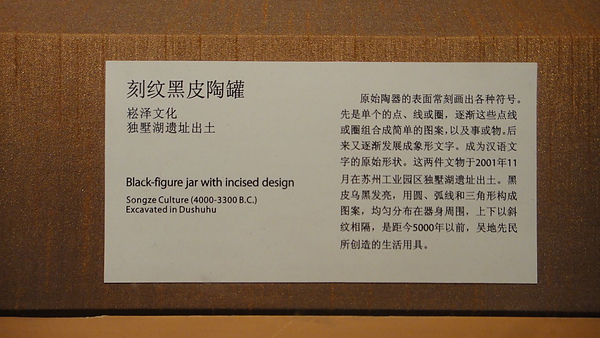 刻纹黑皮陶罐
崧泽文化
独墅湖遗址出土
Black-figure jar with incised design
Songze Culture (4000-3300 B.C.)
Excavated in Dushuhu
原始陶器的表面常刻画出各种符号。
先是单个的点、线或圈，逐渐这些点线
或圈组合成简单的图案，以及事或物。后
来又逐渐发展成象形文字。成为汉语文
字的原始形状。这两件文物于2001年11
月在苏州工业园区独墅湖遗址出土。黑
皮乌黑发亮，用圆、弧线和三角形构成
图案，均匀分布在器身周围，上下以斜
纹相隔，是距今5000年以前，吴地先民
所创造的生活用具。